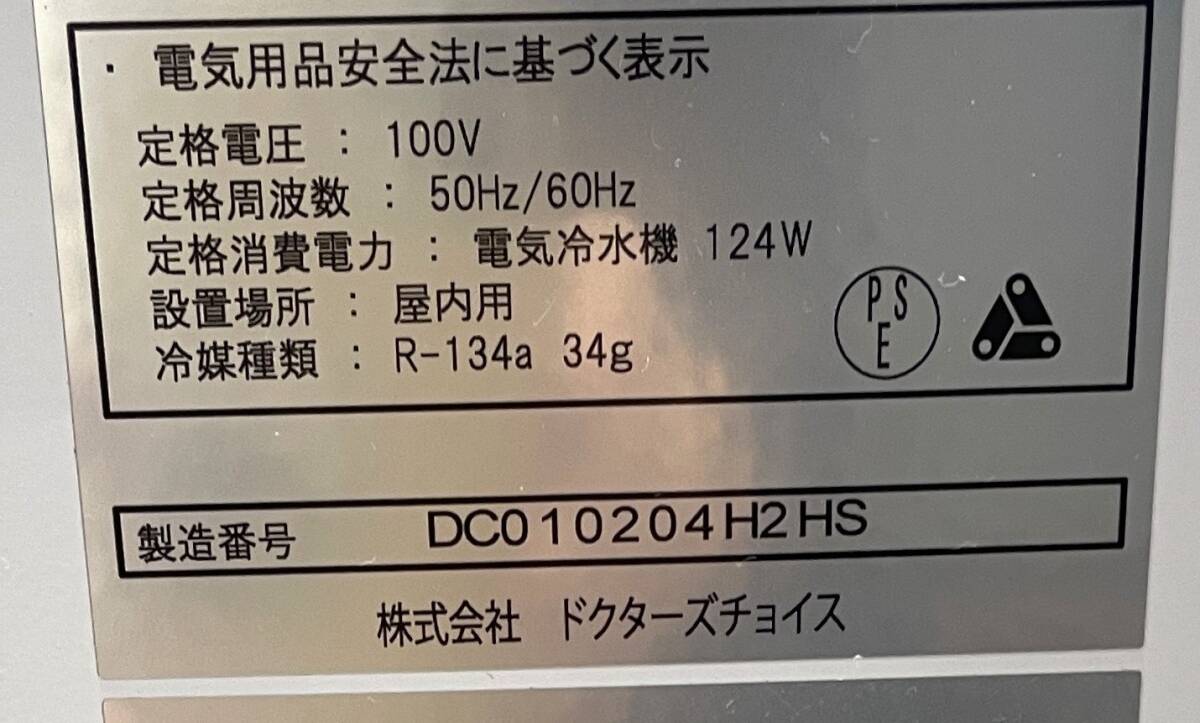 ・ 電気用品安全法に基づく表示
定格電圧 : 100V
定格周波数 : 50Hz/60Hz
定格消費電力 : 電気冷水機 124W
設置場所 : 屋内用
冷媒種類 : R-134a 34g
PSE
製造番号 DC010204H2HS
株式会社 ドクターズチョイス